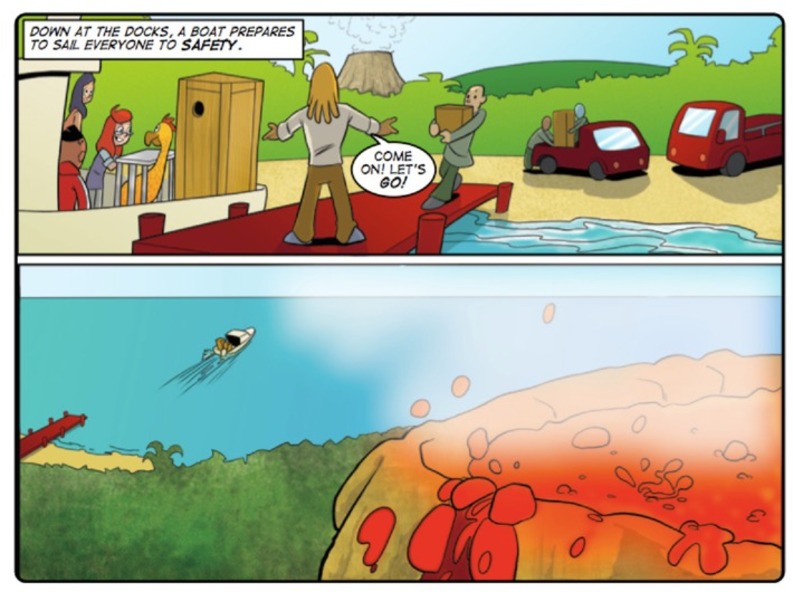 DOWN AT THE DOCKS, A BOAT PREPARES
TO SAIL EVERYONE TO SAFETY.
COME
ON! LET'S
GO!